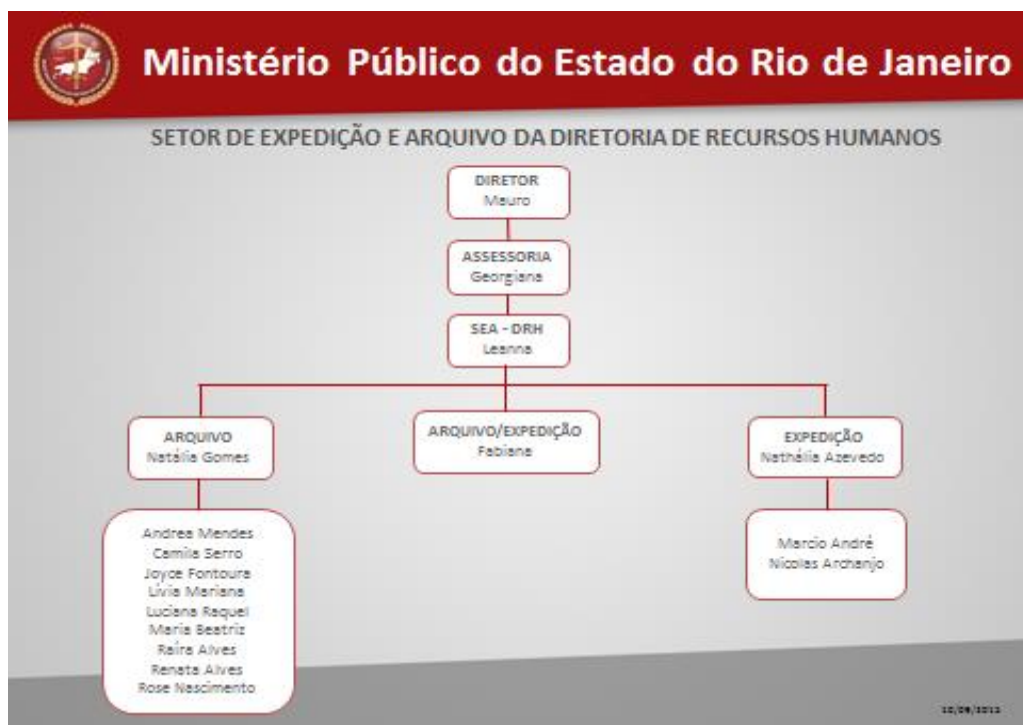 Ministério Público do Estado do Rio de Janeiro
SETOR DE EXPEDIÇÃO E ARQUIVO DA DIRETORIA DE RECURSOS HUMANOS
DIRETOR
Mauro
ASSESSORIA
Georgiana
SEA - DRH
Leanna
ARQUIVO
Natália Gomes
ARQUIVO/EXPEDIÇÃO
Fabiana
EXPEDIÇÃO
Nathália Azevedo
Andrea Mendes
Camila Serro
Joyce Fontoura
Livia Mariana
Luciana Raquel
Maria Beatriz
Raíra Alves
Renata Alves
Rose Nascimento
Marcio André
Nicolas Archanjo